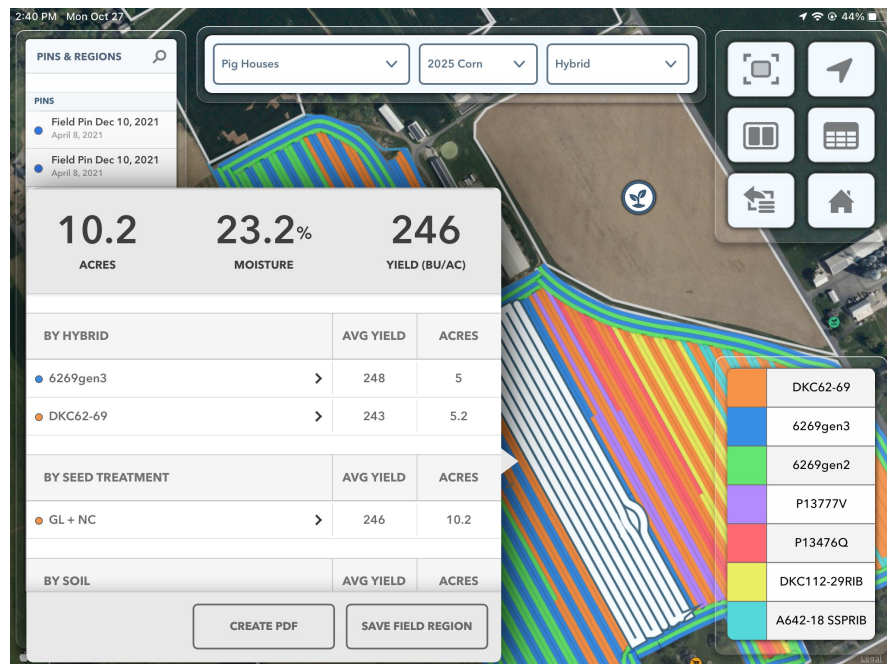 2:40 PM Mon Oct 27
44%
PINS & REGIONS
Pig Houses
2025 Corn
Hybrid
PINS
Field Pin Dec 10, 2021
April 8, 2021
Field Pin Dec 10, 2021
April 8, 2021
10.2
23.2%
246
ACRES
MOISTURE
YIELD (BU/AC)
BY HYBRID AVG YIELD ACRES
6269gen3 248 5
DKC62-69 243 5.2
BY SEED TREATMENT AVG YIELD ACRES
GL + NC 246 10.2
BY SOIL AVG YIELD ACRES
CREATE PDF
SAVE FIELD REGION
DKC62-69
6269gen3
6269gen2
P13777V
P13476Q
DKC112-29RIB
A642-18 SSPRIB
Legal